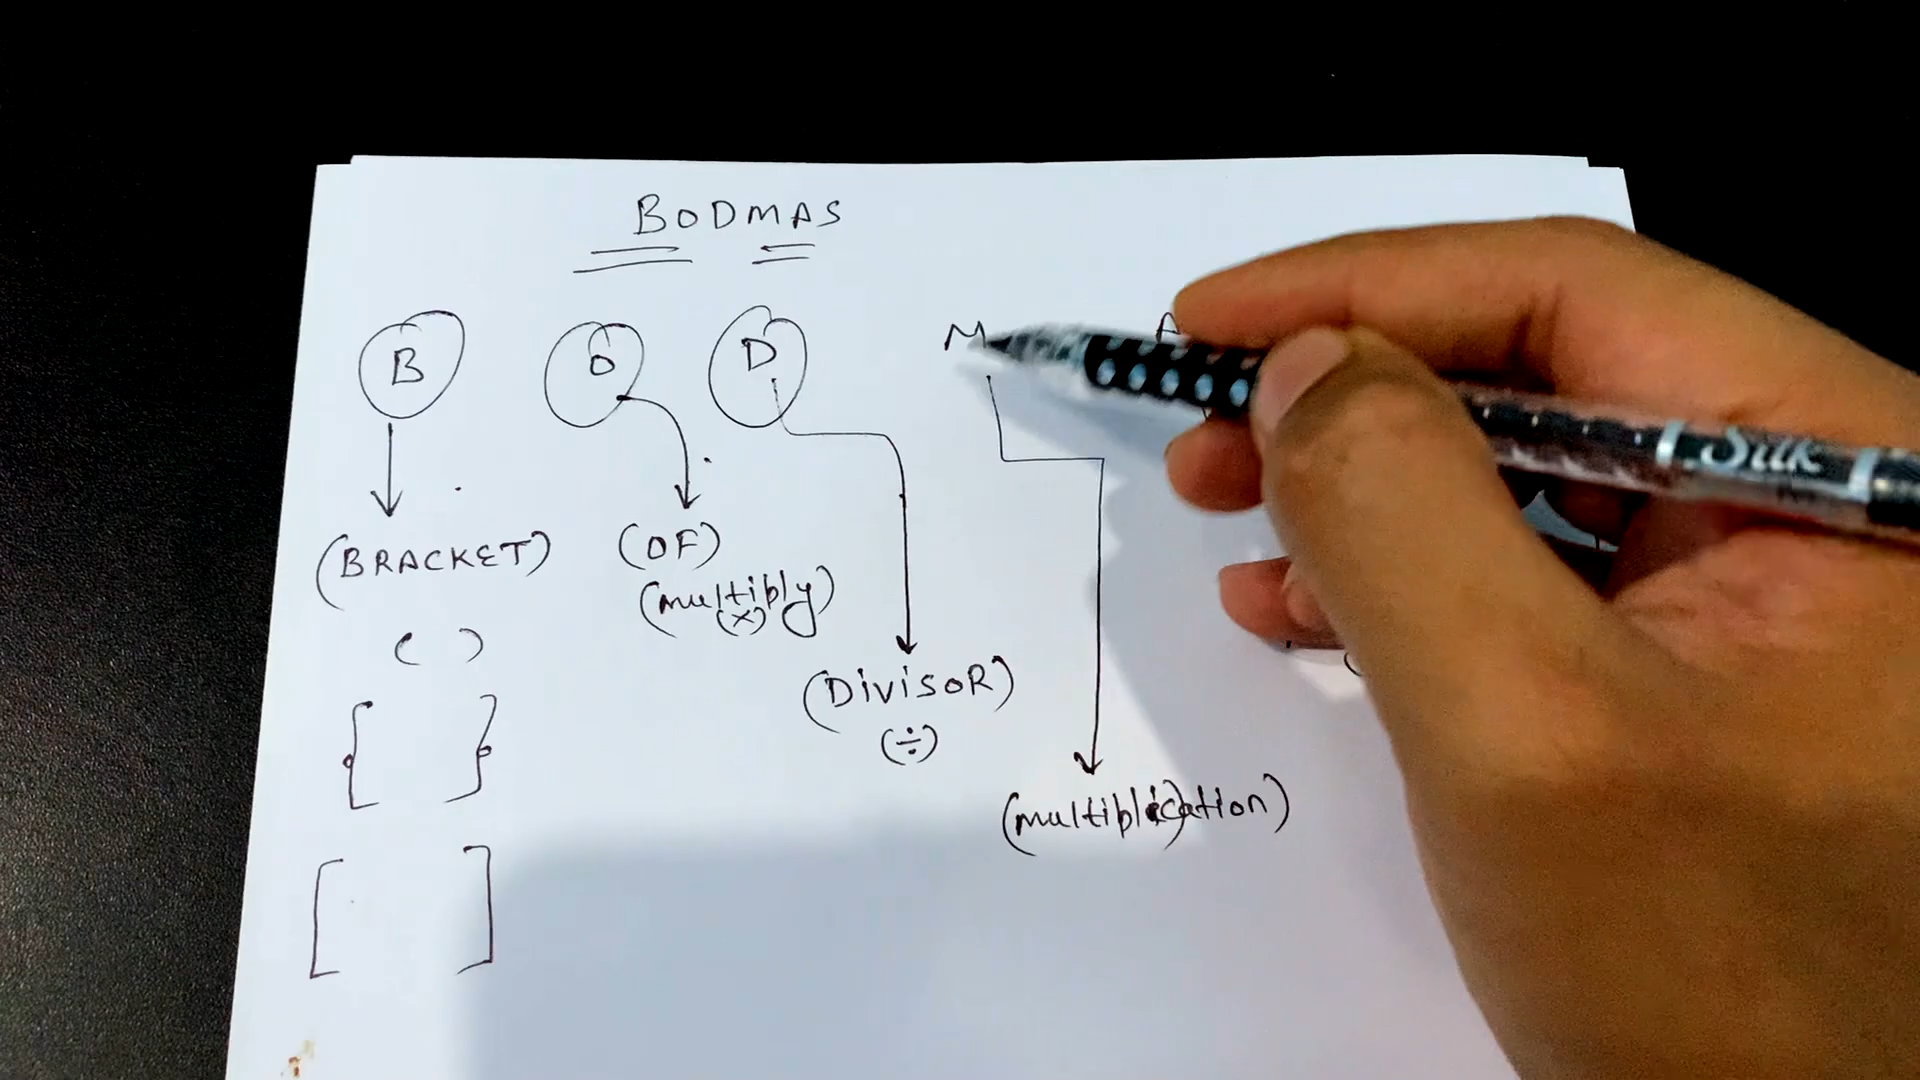 BODMAS
B O D M A
(BRACKET)
(OF)
(multibly)
(×)
( )
(DIVISOR)
(÷)
{ }
(multiblication)
[ ]
Silk